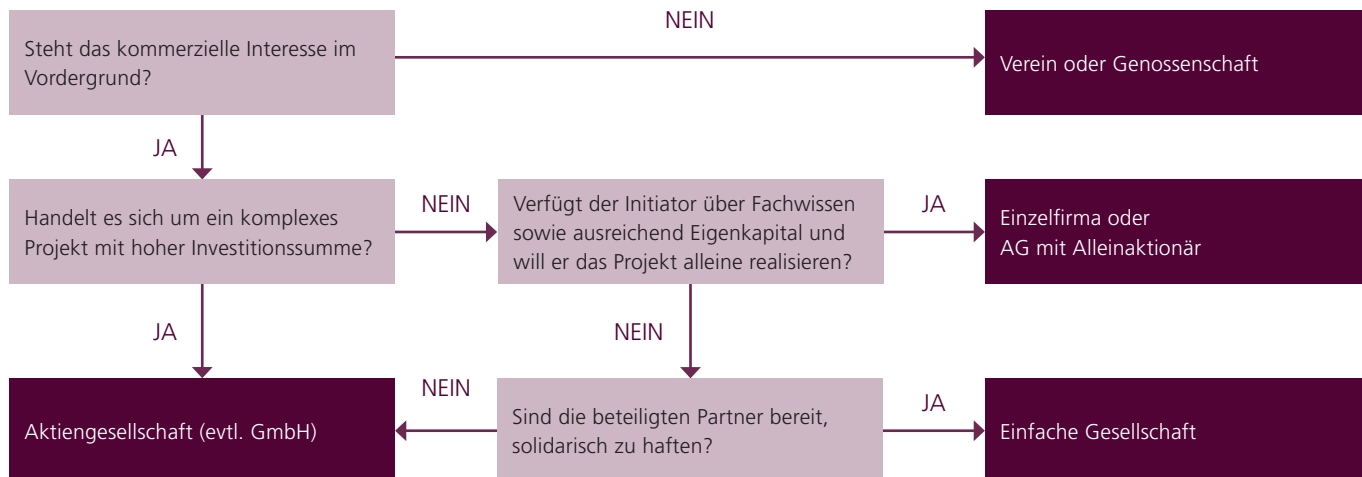 Steht das kommerzielle Interesse im
Vordergrund?
NEIN
Verein oder Genossenschaft
JA
Handelt es sich um ein komplexes
Projekt mit hoher Investitionssumme?
NEIN
Verfügt der Initiator über Fachwissen
sowie ausreichend Eigenkapital und
will er das Projekt alleine realisieren?
JA
Einzelfirma oder
AG mit Alleinaktionär
JA
NEIN
Aktiengesellschaft (evtl. GmbH)
NEIN
Sind die beteiligten Partner bereit,
solidarisch zu haften?
JA
Einfache Gesellschaft